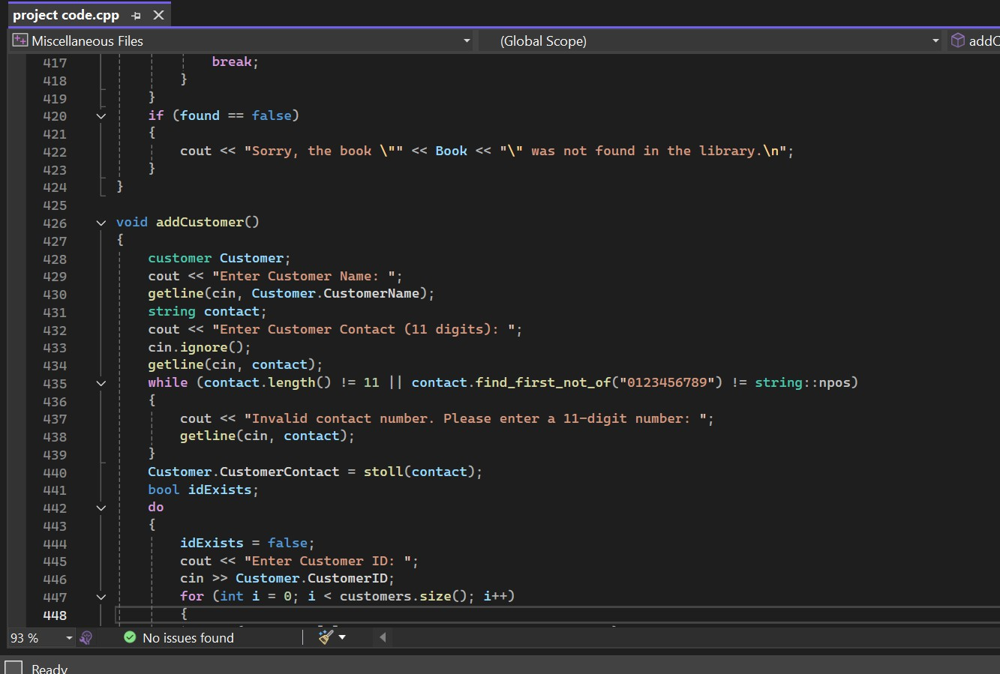 project code.cpp
Miscellaneous Files
(Global Scope)
addC
417 break;
418 }
419 }
420 if (found == false)
421 {
422 cout << "Sorry, the book \"" << Book << "\" was not found in the library.\n";
423 }
424 }
425
426 void addCustomer()
427 {
428 customer Customer;
429 cout << "Enter Customer Name: ";
430 getline(cin, Customer.CustomerName);
431 string contact;
432 cout << "Enter Customer Contact (11 digits): ";
433 cin.ignore();
434 getline(cin, contact);
435 while (contact.length() != 11 || contact.find_first_not_of("0123456789") != string::npos)
436 {
437 cout << "Invalid contact number. Please enter a 11-digit number: ";
438 getline(cin, contact);
439 }
440 Customer.CustomerContact = stoll(contact);
441 bool idExists;
442 do
443 {
444 idExists = false;
445 cout << "Enter Customer ID: ";
446 cin >> Customer.CustomerID;
447 for (int i = 0; i < customers.size(); i++)
448 {
93 %
No issues found
Ready